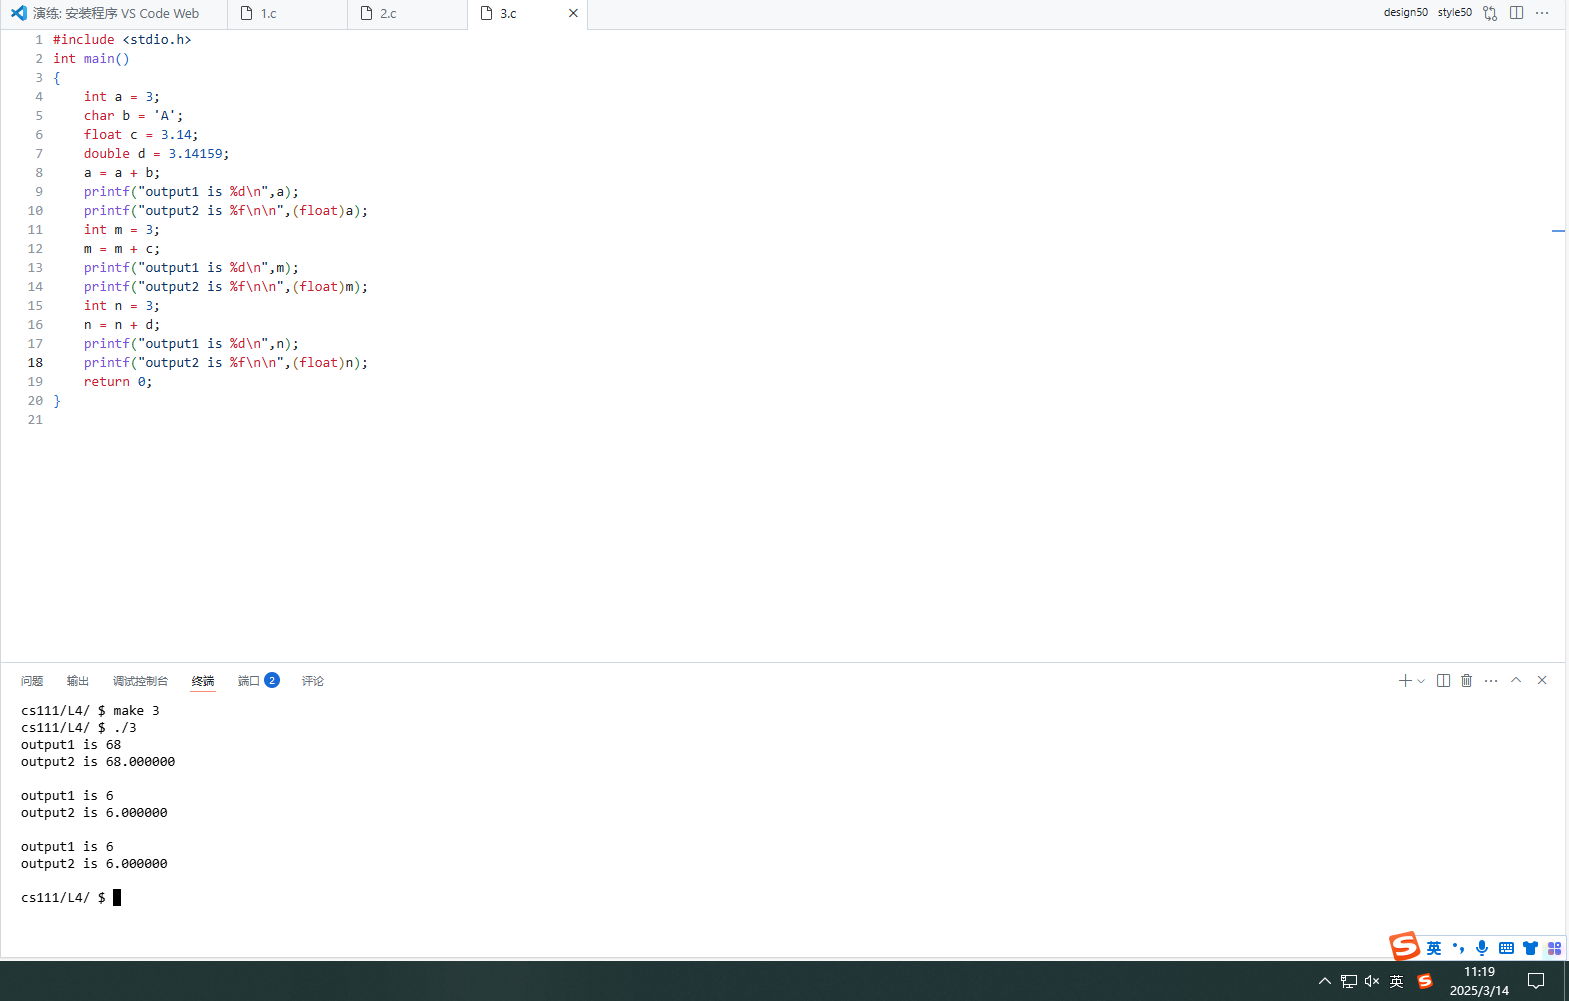 演练: 安装程序 VS Code Web
1.c
2.c
3.c
design50 style50
1 #include <stdio.h>
2 int main()
3 {
4     int a = 3;
5     char b = 'A';
6     float c = 3.14;
7     double d = 3.14159;
8     a = a + b;
9     printf("output1 is %d\n",a);
10     printf("output2 is %f\n\n",(float)a);
11     int m = 3;
12     m = m + c;
13     printf("output1 is %d\n",m);
14     printf("output2 is %f\n\n",(float)m);
15     int n = 3;
16     n = n + d;
17     printf("output1 is %d\n",n);
18     printf("output2 is %f\n\n",(float)n);
19     return 0;
20 }
21
问题 输出 调试控制台 终端 端口 2 评论
cs111/L4/ $ make 3
cs111/L4/ $ ./3
output1 is 68
output2 is 68.000000
output1 is 6
output2 is 6.000000
output1 is 6
output2 is 6.000000
cs111/L4/ $
英
英
11:19
2025/3/14